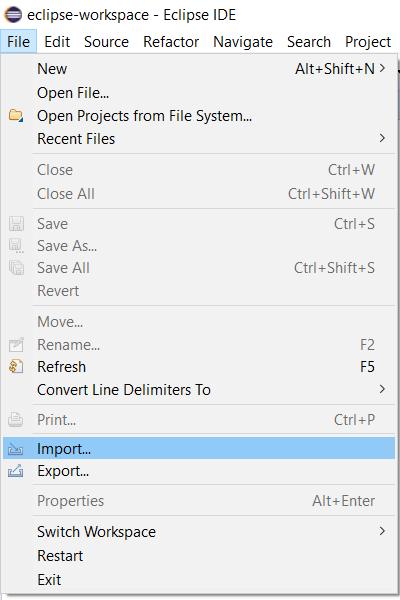 eclipse-workspace - Eclipse IDE
File Edit Source Refactor Navigate Search Project
New Alt+Shift+N >
Open File...
Open Projects from File System...
Recent Files >
Close Ctrl+W
Close All Ctrl+Shift+W
Save Ctrl+S
Save As...
Save All Ctrl+Shift+S
Revert
Move...
Rename... F2
Refresh F5
Convert Line Delimiters To >
Print... Ctrl+P
Import...
Export...
Properties Alt+Enter
Switch Workspace >
Restart
Exit